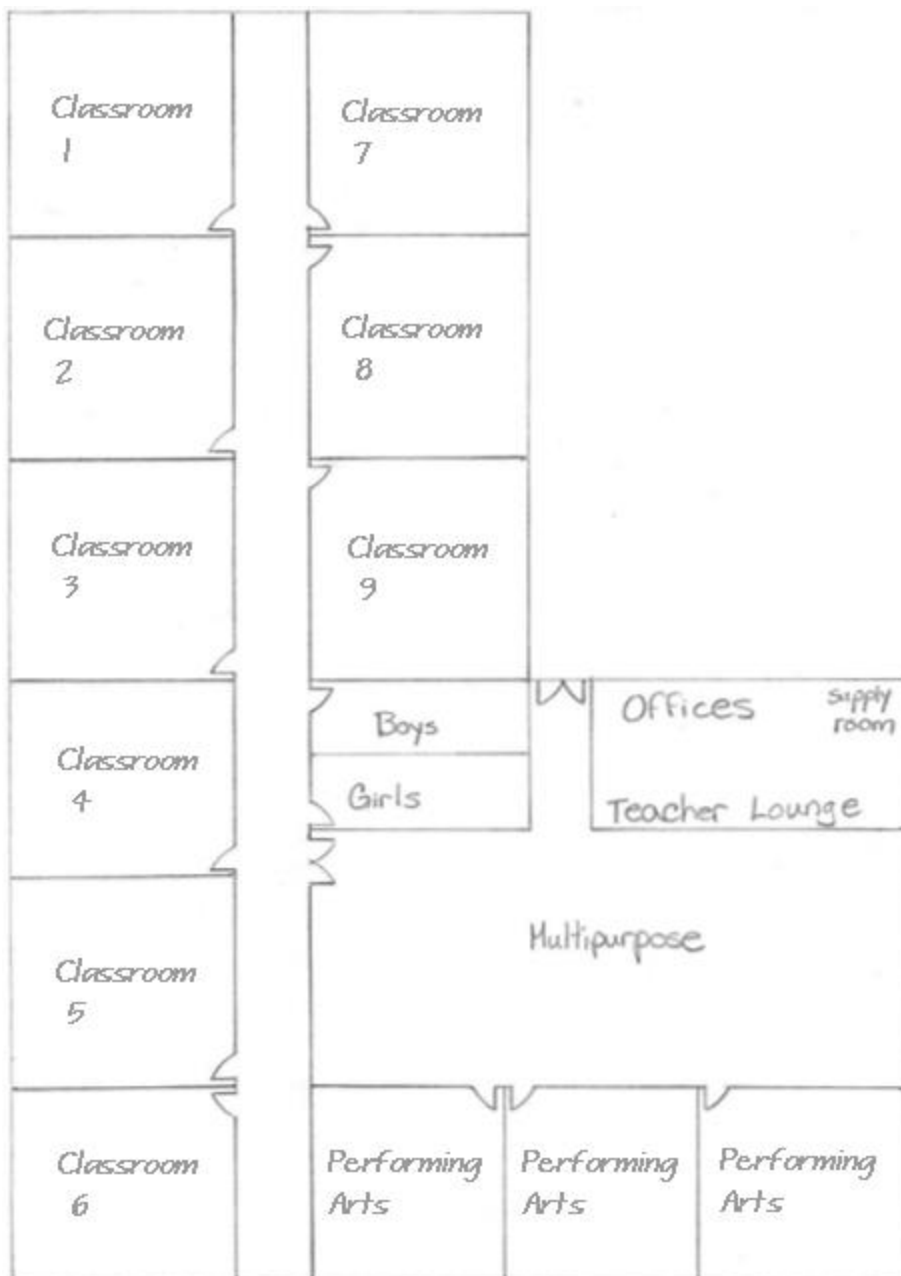 Classroom
1
Classroom
7
Classroom
2
Classroom
8
Classroom
3
Classroom
9
Boys
Girls
Offices
supply
room
Teacher Lounge
Classroom
4
Multipurpose
Classroom
5
Classroom
6
Performing
Arts
Performing
Arts
Performing
Arts